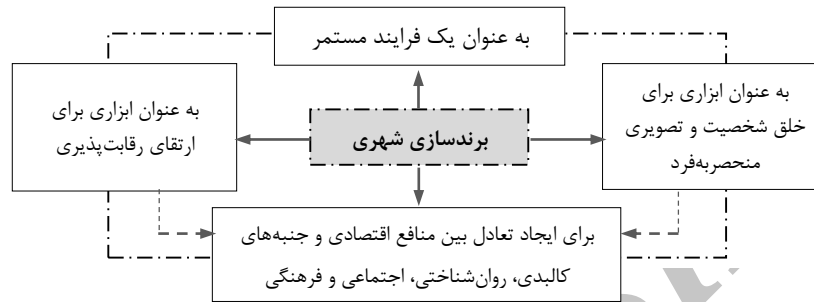 به عنوان یک فرایند مستمر
به عنوان ابزاری برای
خلق شخصیت و تصویری
منحصربه‌فرد
برندسازی شهری
به عنوان ابزاری برای
ارتقای رقابت‌پذیری
برای ایجاد تعادل بین منافع اقتصادی و جنبه‌های
کالبدی، روان‌شناختی، اجتماعی و فرهنگی